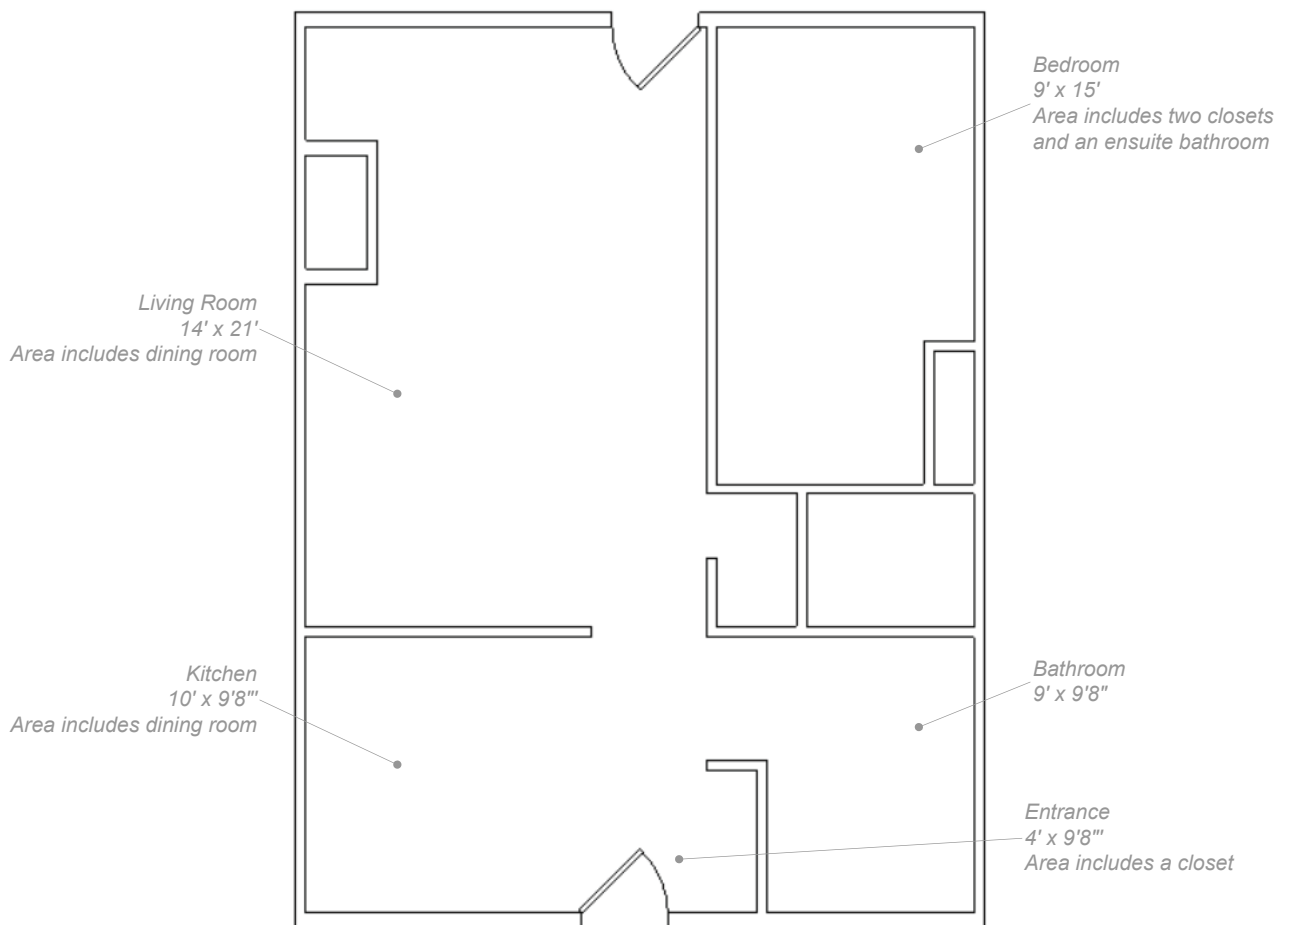 Bedroom
9' x 15'
Area includes two closets
and an ensuite bathroom
Living Room
14' x 21'
Area includes dining room
Kitchen
10' x 9'8'"
Area includes dining room
Bathroom
9' x 9'8"
Entrance
4' x 9'8"'
Area includes a closet